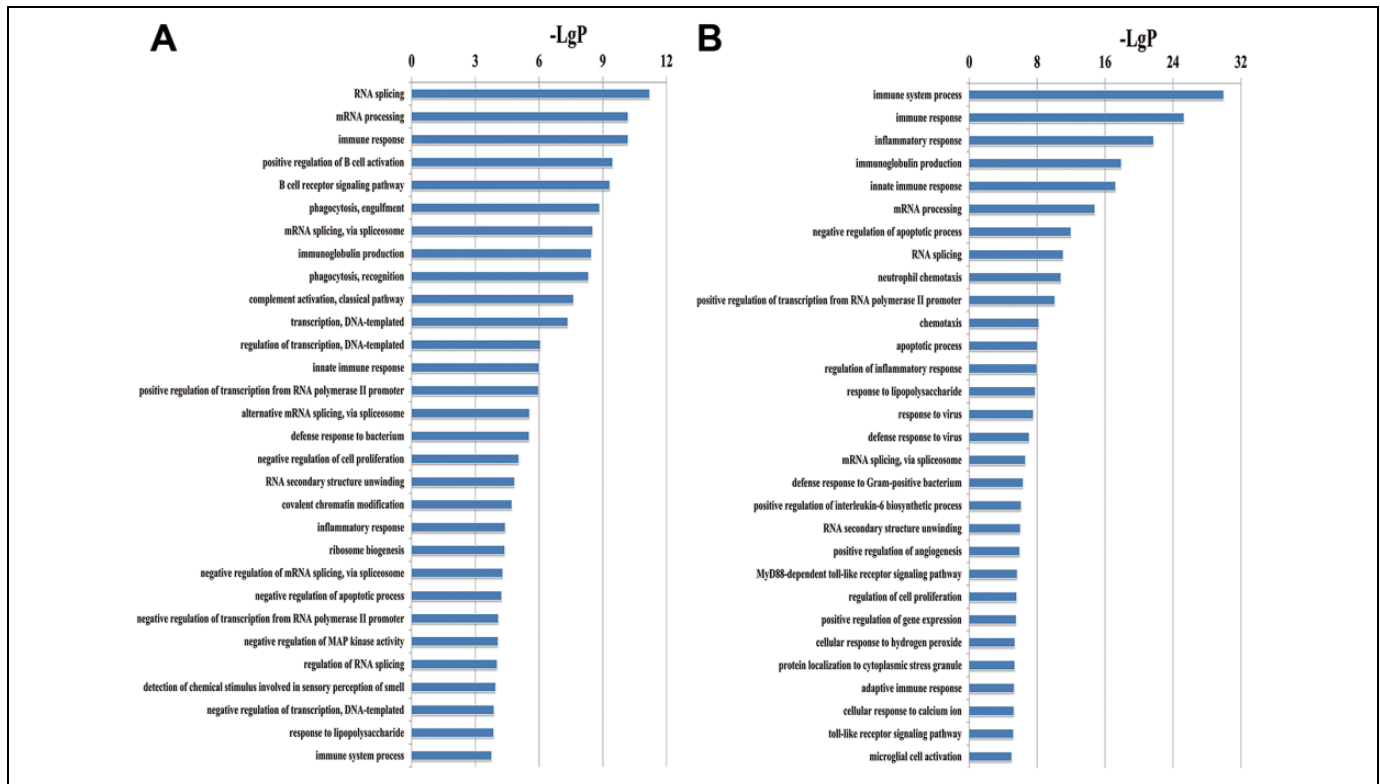 A
-LgP
0 3 6 9 12
RNA splicing
mRNA processing
immune response
positive regulation of B cell activation
B cell receptor signaling pathway
phagocytosis, engulfment
mRNA splicing, via spliceosome
immunoglobulin production
phagocytosis, recognition
complement activation, classical pathway
transcription, DNA-templated
regulation of transcription, DNA-templated
innate immune response
positive regulation of transcription from RNA polymerase II promoter
alternative mRNA splicing, via spliceosome
defense response to bacterium
negative regulation of cell proliferation
RNA secondary structure unwinding
covalent chromatin modification
inflammatory response
ribosome biogenesis
negative regulation of mRNA splicing, via spliceosome
negative regulation of apoptotic process
negative regulation of transcription from RNA polymerase II promoter
negative regulation of MAP kinase activity
regulation of RNA splicing
detection of chemical stimulus involved in sensory perception of smell
negative regulation of transcription, DNA-templated
response to lipopolysaccharide
immune system process
B
-LgP
0 8 16 24 32
immune system process
immune response
inflammatory response
immunoglobulin production
innate immune response
mRNA processing
negative regulation of apoptotic process
RNA splicing
neutrophil chemotaxis
positive regulation of transcription from RNA polymerase II promoter
chemotaxis
apoptotic process
regulation of inflammatory response
response to lipopolysaccharide
response to virus
defense response to virus
mRNA splicing, via spliceosome
defense response to Gram-positive bacterium
positive regulation of interleukin-6 biosynthetic process
RNA secondary structure unwinding
positive regulation of angiogenesis
MyD88-dependent toll-like receptor signaling pathway
regulation of cell proliferation
positive regulation of gene expression
cellular response to hydrogen peroxide
protein localization to cytoplasmic stress granule
adaptive immune response
cellular response to calcium ion
toll-like receptor signaling pathway
microglial cell activation